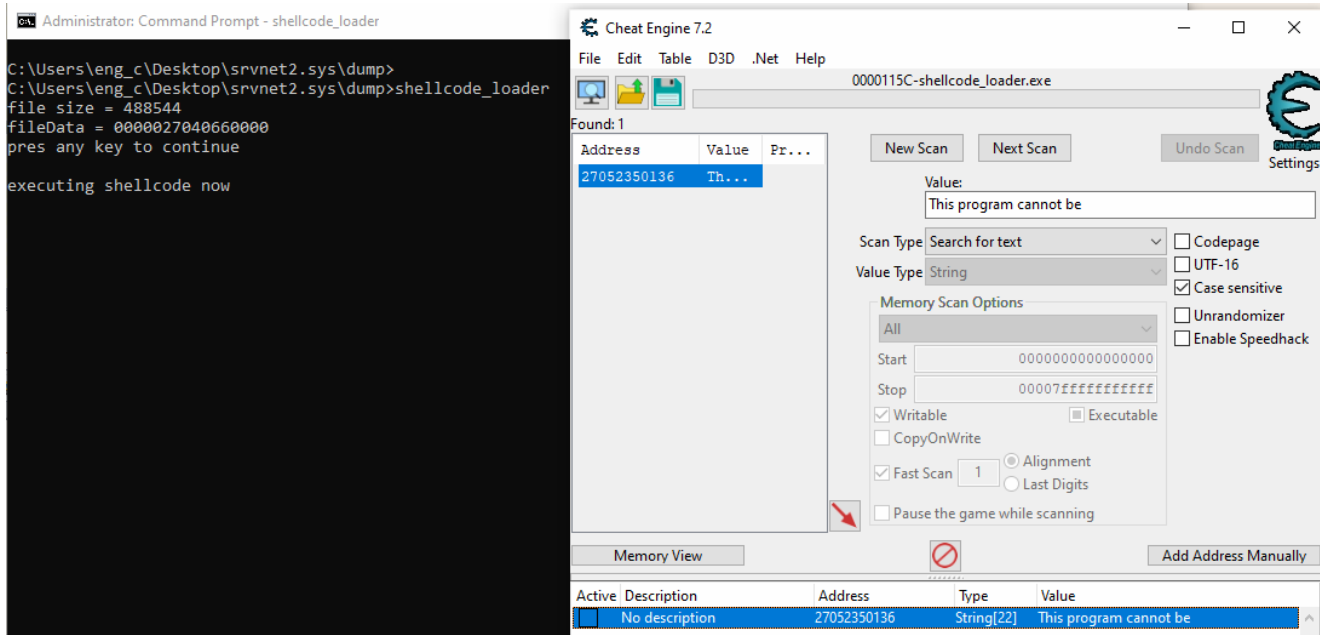 Administrator: Command Prompt - shellcode_loader
C:\Users\eng_c\Desktop\srvnet2.sys\dump>
C:\Users\eng_c\Desktop\srvnet2.sys\dump>shellcode_loader
file size = 488544
fileData = 0000027040660000
pres any key to continue
executing shellcode now
Cheat Engine 7.2
File Edit Table D3D .Net Help
0000115C-shellcode_loader.exe
Found: 1
Address Value Pr...
27052350136 Th...
New Scan Next Scan Undo Scan
Cheat Engine
Settings
Value:
This program cannot be
Scan Type Search for text
Value Type String
Codepage
UTF-16
Case sensitive
Unrandomizer
Enable Speedhack
Memory Scan Options
All
Start 0000000000000000
Stop 00007fffffffffff
Writable Executable
CopyOnWrite
Fast Scan 1 Alignment
Last Digits
Pause the game while scanning
Memory View Add Address Manually
Active Description Address Type Value
No description 27052350136 String[22] This program cannot be